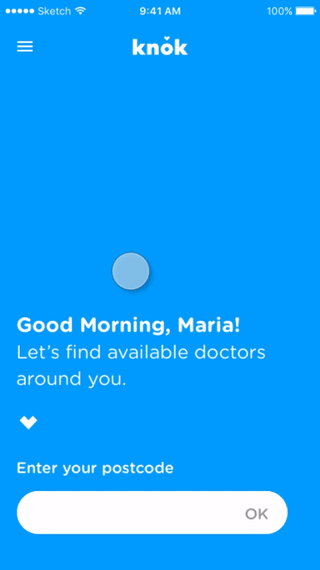 Sketch 9:41 AM 100%
knok
Good Morning, Maria!
Let's find available doctors
around you.
Enter your postcode
OK